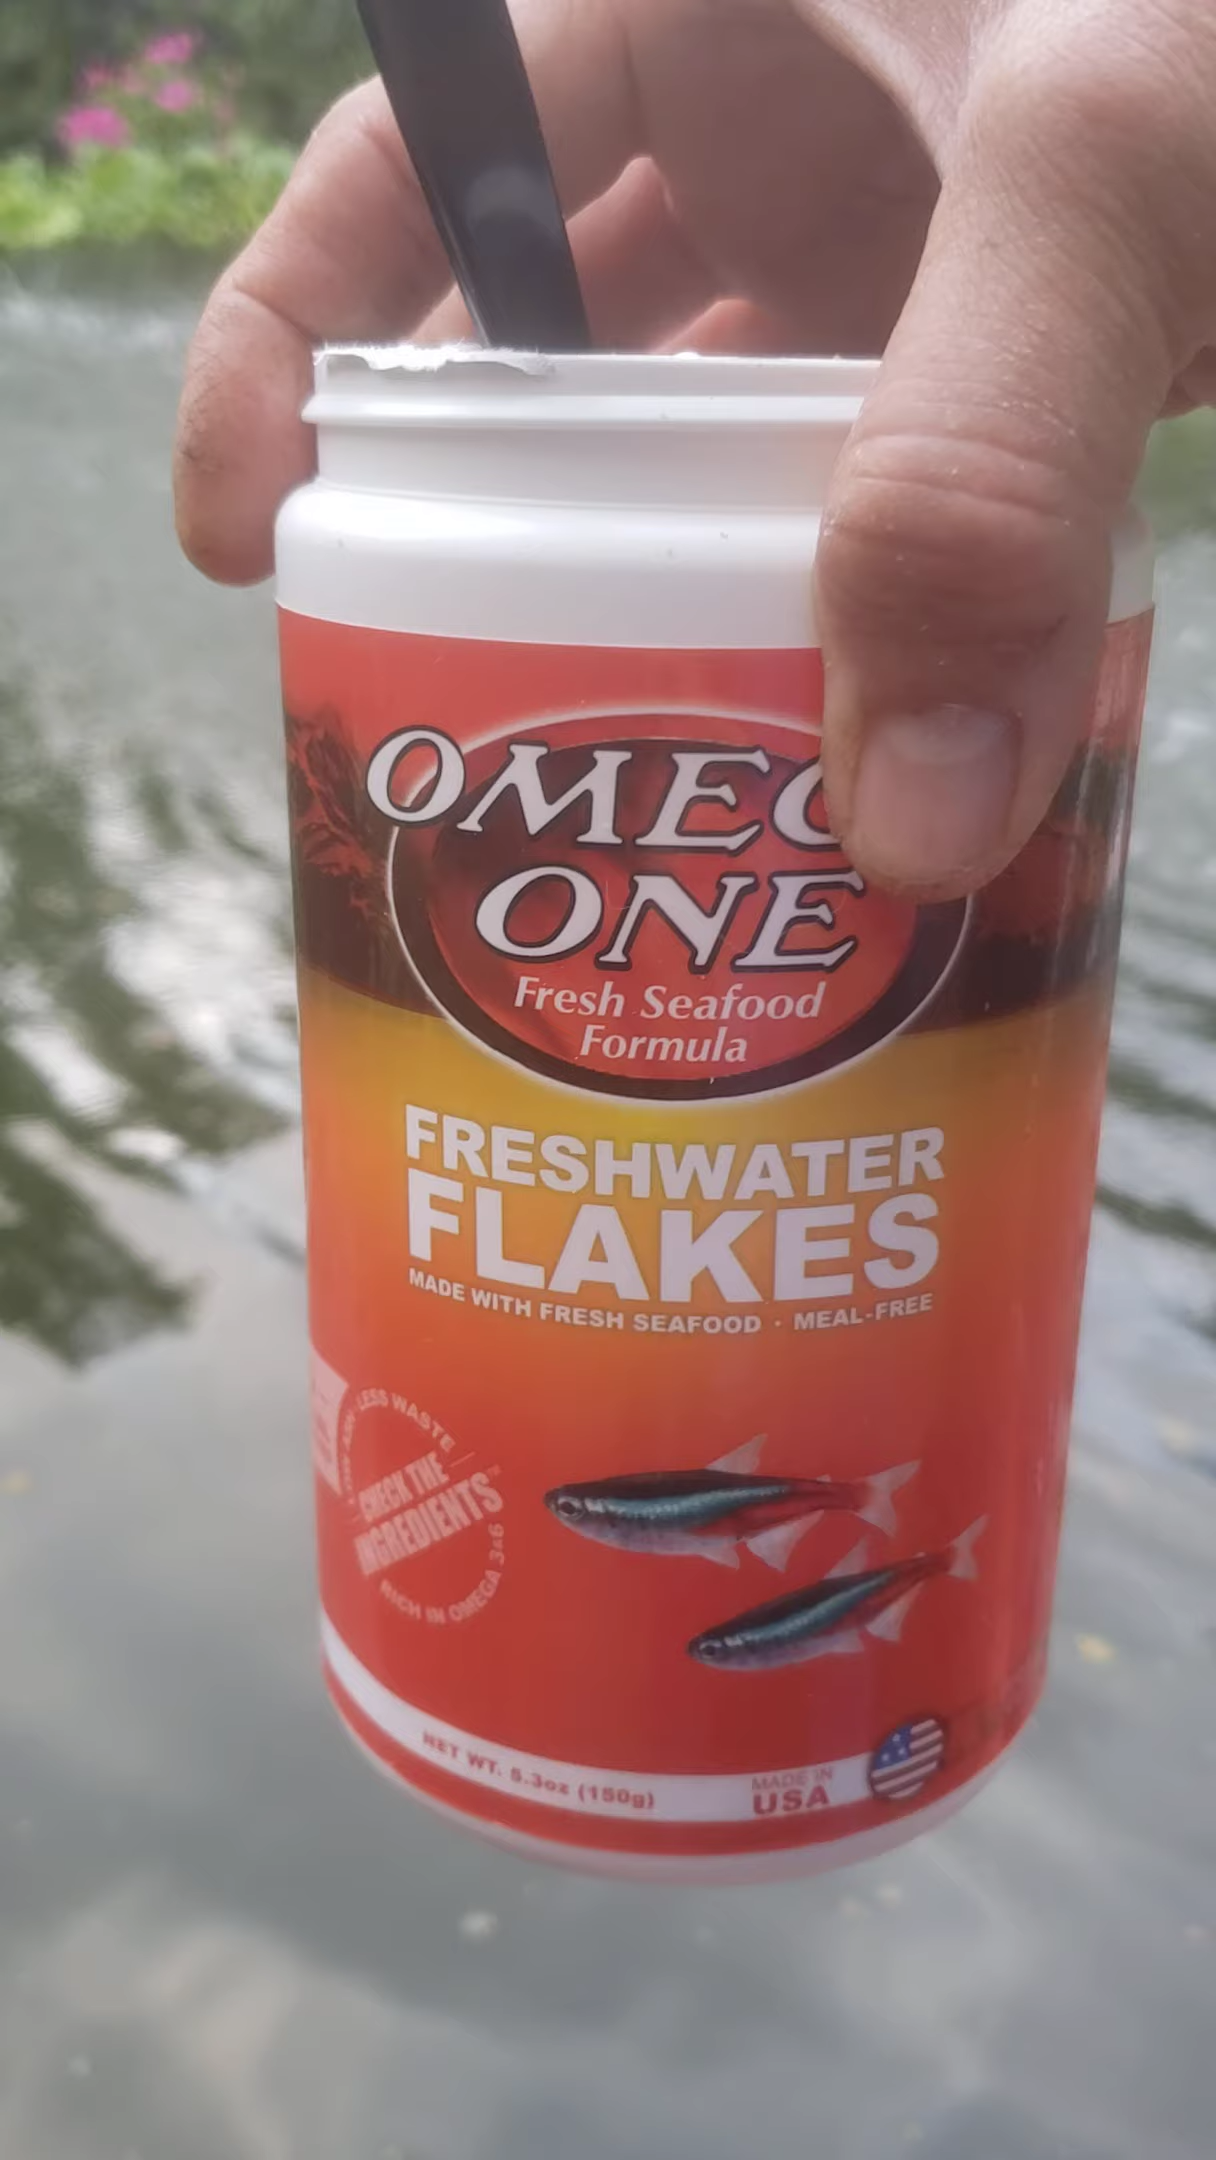 OMEG
ONE
Fresh Seafood
Formula
FRESHWATER
FLAKES
MADE WITH FRESH SEAFOOD · MEAL-FREE
LESS WASTE
CHECK THE
INGREDIENTS™
RICH IN OMEGA 3&6
NET WT. 5.3oz (150g)
MADE IN
USA